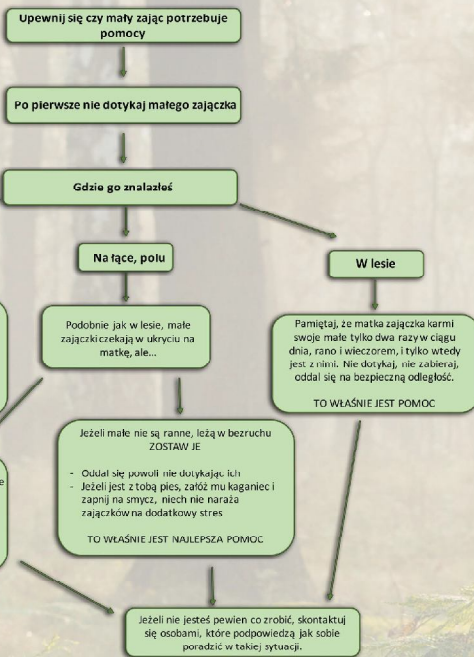 Upewnij się czy mały zając potrzebuje
pomocy
Po pierwsze nie dotykaj małego zajączka
Gdzie go znalazłeś
Na łące, polu
W lesie
Podobnie jak w lesie, małe
zajączki czekają w ukryciu na
matkę, ale...
Pamiętaj, że matka zajączka karmi
swoje małe tylko dwa razy w ciągu
dnia, rano i wieczorem, i tylko wtedy
jest z nimi. Nie dotykaj, nie zabieraj,
oddal się na bezpieczną odległość.
TO WŁAŚNIE JEST POMOC
Jeżeli małe nie są ranne, leżą w bezruchu
ZOSTAW JE
- Oddal się powoli nie dotykając ich
- Jeżeli jest z tobą pies, załóż mu kaganiec i
zapnij na smycz, niech nie naraża
zajączków na dodatkowy stres
TO WŁAŚNIE JEST NAJLEPSZA POMOC
Jeżeli nie jesteś pewien co zrobić, skontaktuj
się osobami, które podpowiedzą jak sobie
poradzić w takiej sytuacji.